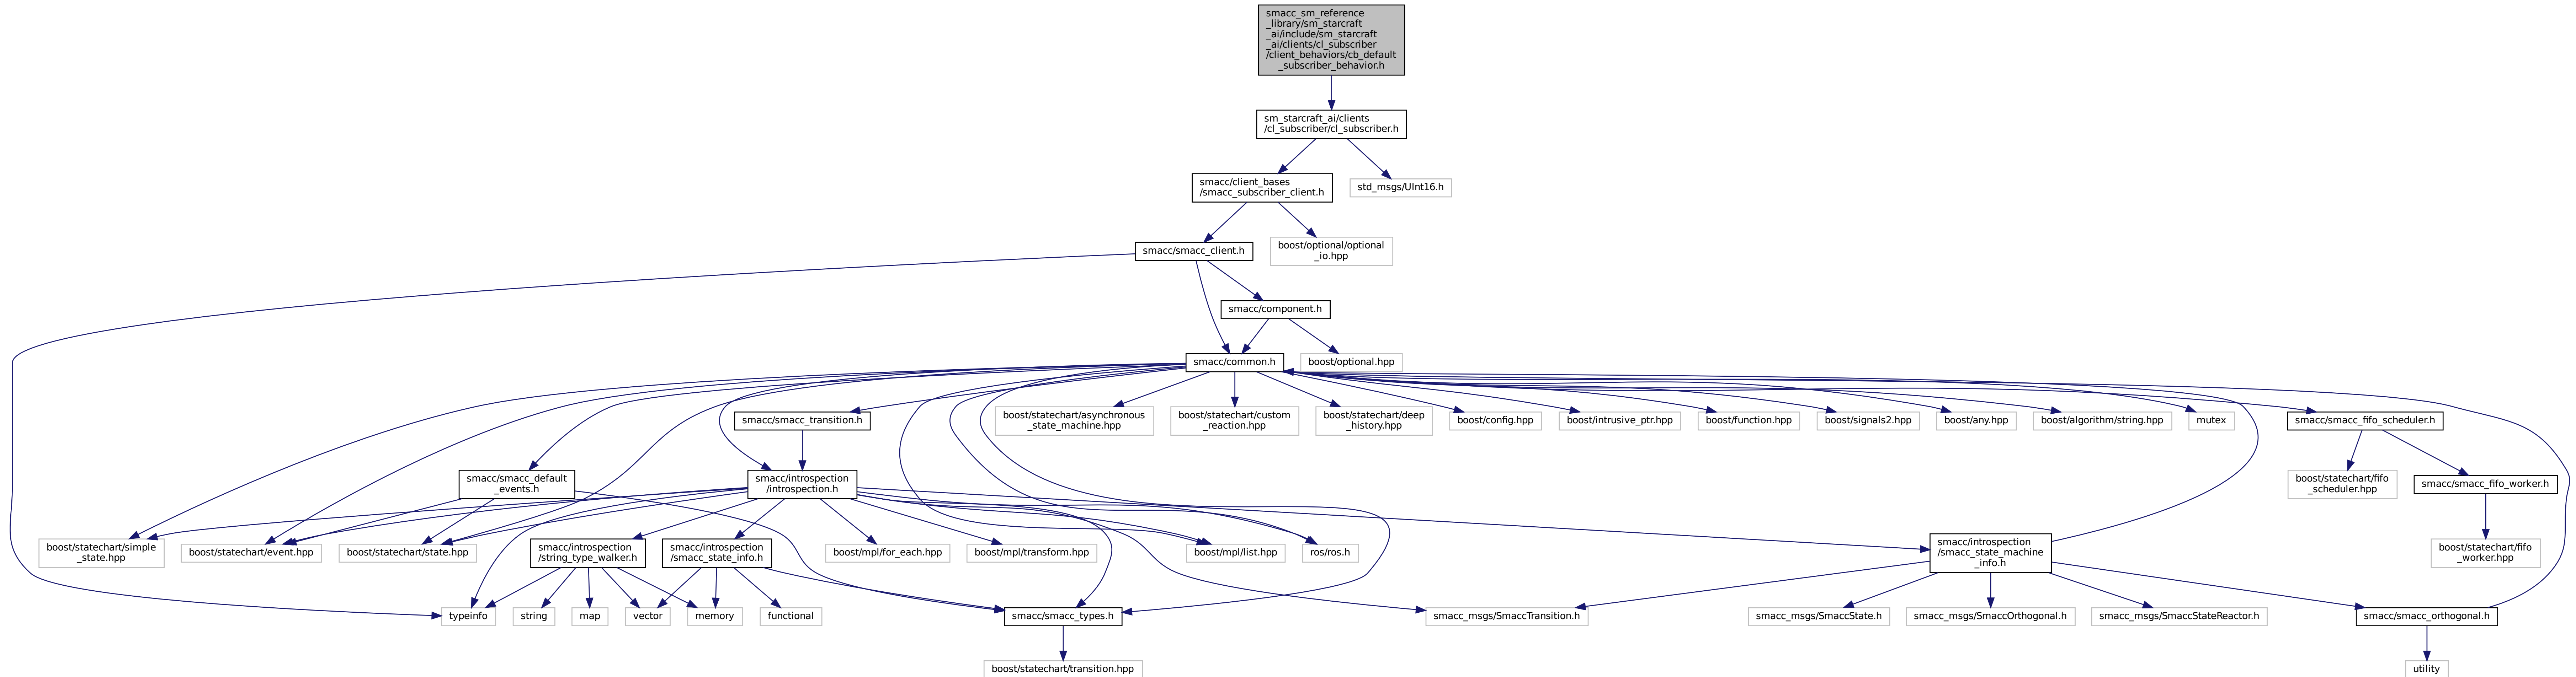 smacc_sm_reference
_library/sm_starcraft
_ai/include/sm_starcraft
_ai/clients/cl_subscriber
/client_behaviors/cb_default
_subscriber_behavior.h
sm_starcraft_ai/clients
/cl_subscriber/cl_subscriber.h
smacc/client_bases
/smacc_subscriber_client.h
std_msgs/UInt16.h
smacc/smacc_client.h
boost/optional/optional
_io.hpp
smacc/component.h
smacc/common.h
boost/optional.hpp
smacc/smacc_transition.h
boost/statechart/asynchronous
_state_machine.hpp
boost/statechart/custom
_reaction.hpp
boost/statechart/deep
_history.hpp
boost/config.hpp
boost/intrusive_ptr.hpp
boost/function.hpp
boost/signals2.hpp
boost/any.hpp
boost/algorithm/string.hpp
mutex
smacc/smacc_fifo_scheduler.h
smacc/smacc_default
_events.h
smacc/introspection
/introspection.h
boost/statechart/fifo
_scheduler.hpp
smacc/smacc_fifo_worker.h
boost/statechart/simple
_state.hpp
boost/statechart/event.hpp
boost/statechart/state.hpp
smacc/introspection
/string_type_walker.h
smacc/introspection
/smacc_state_info.h
boost/mpl/for_each.hpp
boost/mpl/transform.hpp
boost/mpl/list.hpp
ros/ros.h
smacc/introspection
/smacc_state_machine
_info.h
boost/statechart/fifo
_worker.hpp
typeinfo
string
map
vector
memory
functional
smacc/smacc_types.h
smacc_msgs/SmaccTransition.h
smacc_msgs/SmaccState.h
smacc_msgs/SmaccOrthogonal.h
smacc_msgs/SmaccStateReactor.h
smacc/smacc_orthogonal.h
boost/statechart/transition.hpp
utility